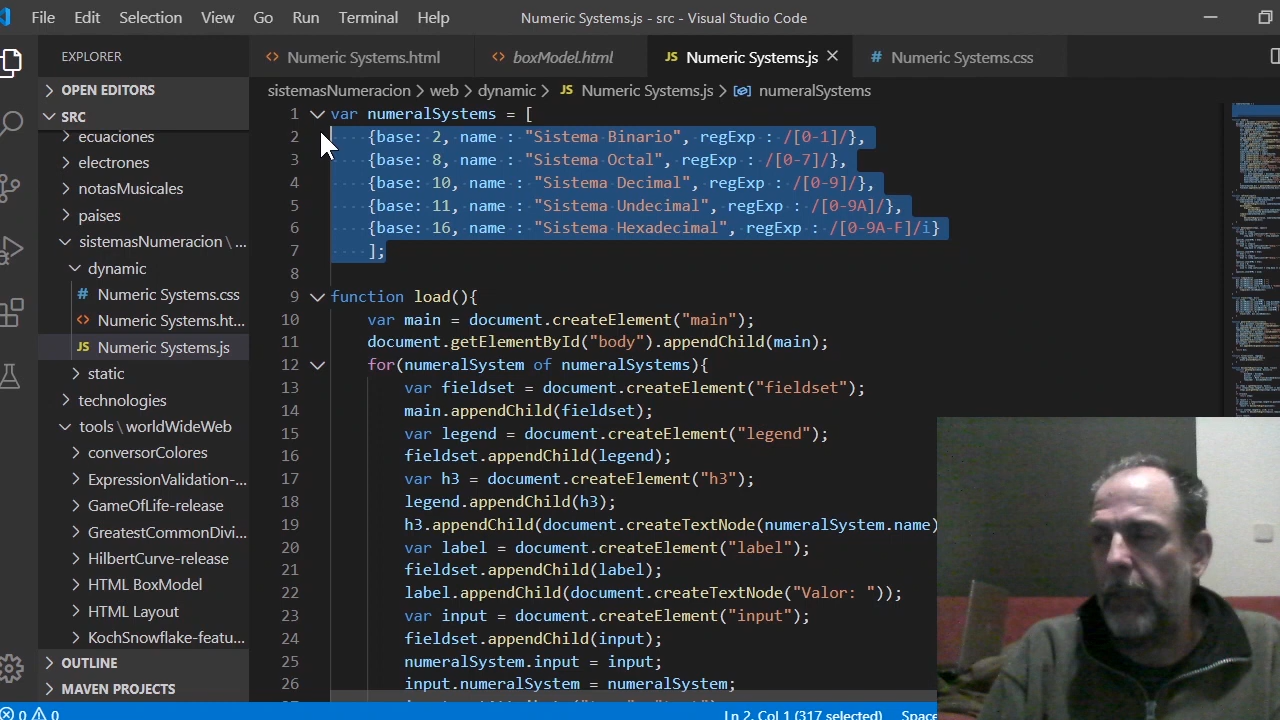 File Edit Selection View Go Run Terminal Help Numeric Systems.js - src - Visual Studio Code
EXPLORER
OPEN EDITORS
SRC
ecuaciones
electrones
notasMusicales
paises
sistemasNumeracion \ ...
dynamic
# Numeric Systems.css
<> Numeric Systems.ht...
JS Numeric Systems.js
static
technologies
tools \ worldWideWeb
conversorColores
ExpressionValidation-...
GameOfLife-release
GreatestCommonDivi...
HilbertCurve-release
HTML BoxModel
HTML Layout
KochSnowflake-featu...
OUTLINE
MAVEN PROJECTS
<> Numeric Systems.html <> boxModel.html JS Numeric Systems.js # Numeric Systems.css
sistemasNumeracion > web > dynamic > JS Numeric Systems.js > numeralSystems
1 var numeralSystems = [
2 {base: 2, name : "Sistema Binario", regExp : /[0-1]/},
3 {base: 8, name : "Sistema Octal", regExp : /[0-7]/},
4 {base: 10, name : "Sistema Decimal", regExp : /[0-9]/},
5 {base: 11, name : "Sistema Undecimal", regExp : /[0-9A]/},
6 {base: 16, name : "Sistema Hexadecimal", regExp : /[0-9A-F]/i}
7 ];
8
9 function load(){
10 var main = document.createElement("main");
11 document.getElementById("body").appendChild(main);
12 for(numeralSystem of numeralSystems){
13 var fieldset = document.createElement("fieldset");
14 main.appendChild(fieldset);
15 var legend = document.createElement("legend");
16 fieldset.appendChild(legend);
17 var h3 = document.createElement("h3");
18 legend.appendChild(h3);
19 h3.appendChild(document.createTextNode(numeralSystem.name)
20 var label = document.createElement("label");
21 fieldset.appendChild(label);
22 label.appendChild(document.createTextNode("Valor: "));
23 var input = document.createElement("input");
24 fieldset.appendChild(input);
25 numeralSystem.input = input;
26 input.numeralSystem = numeralSystem;
0 0 Ln 2, Col 1 (317 selected) Space